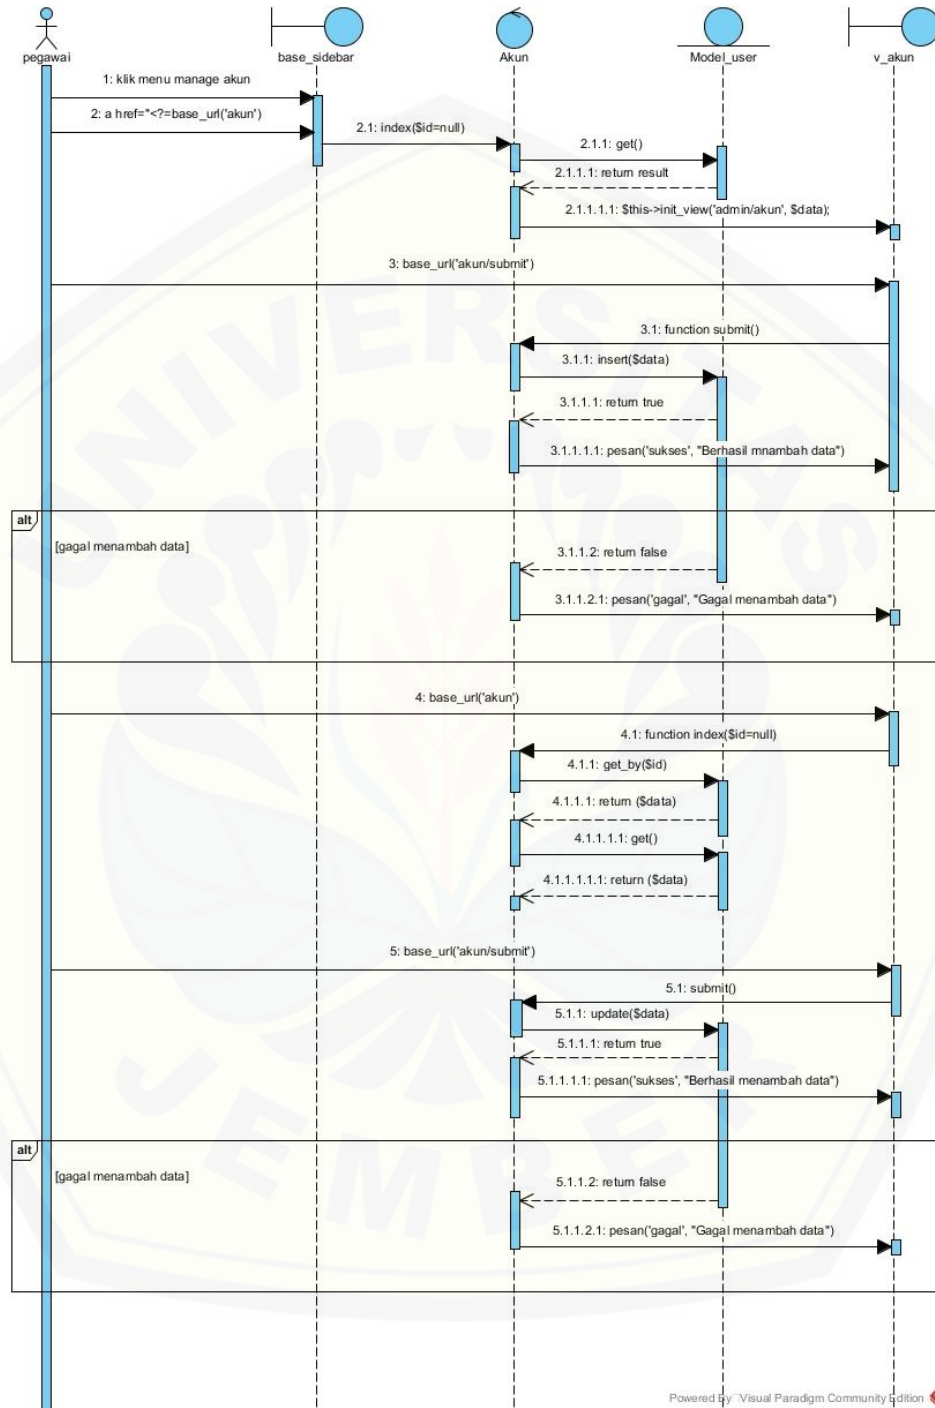 pegawai
base_sidebar
Akun
Model_user
v_akun
1: klik menu manage akun
2: a href="<?=base_url('akun')
2.1: index($id=null)
2.1.1: get()
2.1.1.1: return result
2.1.1.1.1: $this->init_view('admin/akun', $data);
3: base_url('akun/submit')
3.1: function submit()
3.1.1: insert($data)
3.1.1.1: return true
3.1.1.1.1: pesan('sukses', "Berhasil mnambah data")
alt
[gagal menambah data]
3.1.1.2: return false
3.1.1.2.1: pesan('gagal', "Gagal menambah data")
4: base_url('akun')
4.1: function index($id=null)
4.1.1: get_by($id)
4.1.1.1: return ($data)
4.1.1.1.1: get()
4.1.1.1.1.1: return ($data)
5: base_url('akun/submit')
5.1: submit()
5.1.1: update($data)
5.1.1.1: return true
5.1.1.1.1: pesan('sukses', "Berhasil menambah data")
alt
[gagal menambah data]
5.1.1.2: return false
5.1.1.2.1: pesan('gagal', "Gagal menambah data")
UNIVERSITAS
JEMBER
Powered By Visual Paradigm Community Edition